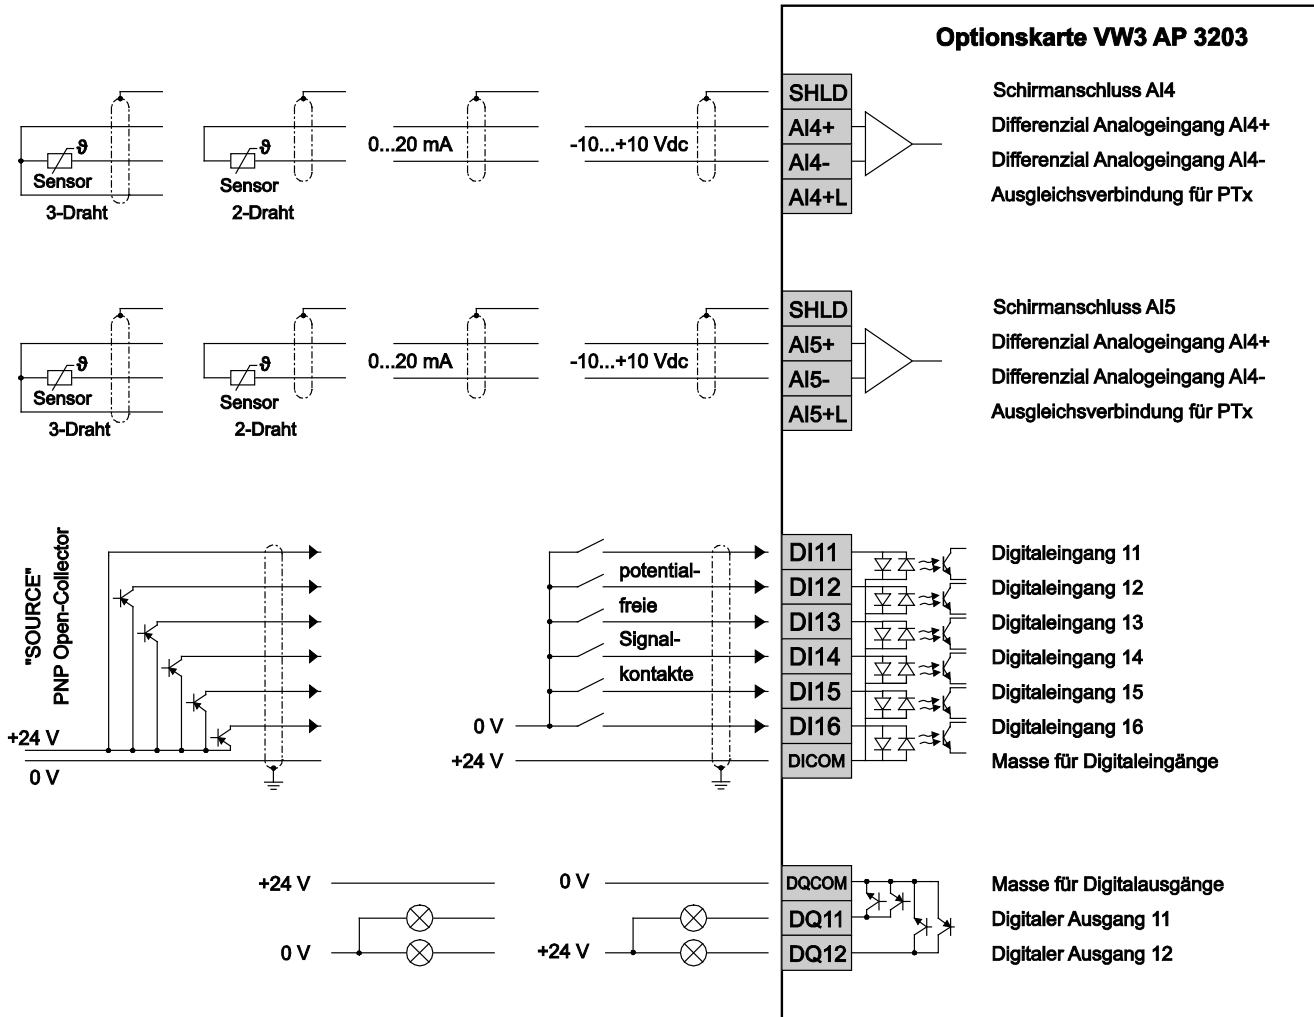 Optionskarte VW3 AP 3203
SHLD
Schirmanschluss AI4
ϑ
ϑ
0...20 mA
-10...+10 Vdc
AI4+
Differenzial Analogeingang AI4+
AI4-
Differenzial Analogeingang AI4-
Sensor
Sensor
AI4+L
Ausgleichsverbindung für PTx
3-Draht
2-Draht
SHLD
Schirmanschluss AI5
ϑ
ϑ
0...20 mA
-10...+10 Vdc
AI5+
Differenzial Analogeingang AI4+
AI5-
Differenzial Analogeingang AI4-
Sensor
Sensor
AI5+L
Ausgleichsverbindung für PTx
3-Draht
2-Draht
"SOURCE"
PNP Open-Collector
+24 V
0 V
potential-
freie
Signal-
kontakte
0 V
+24 V
DI11
Digitaleingang 11
DI12
Digitaleingang 12
DI13
Digitaleingang 13
DI14
Digitaleingang 14
DI15
Digitaleingang 15
DI16
Digitaleingang 16
DICOM
Masse für Digitaleingänge
+24 V
0 V
DQCOM
Masse für Digitalausgänge
DQ11
Digitaler Ausgang 11
0 V
+24 V
DQ12
Digitaler Ausgang 12